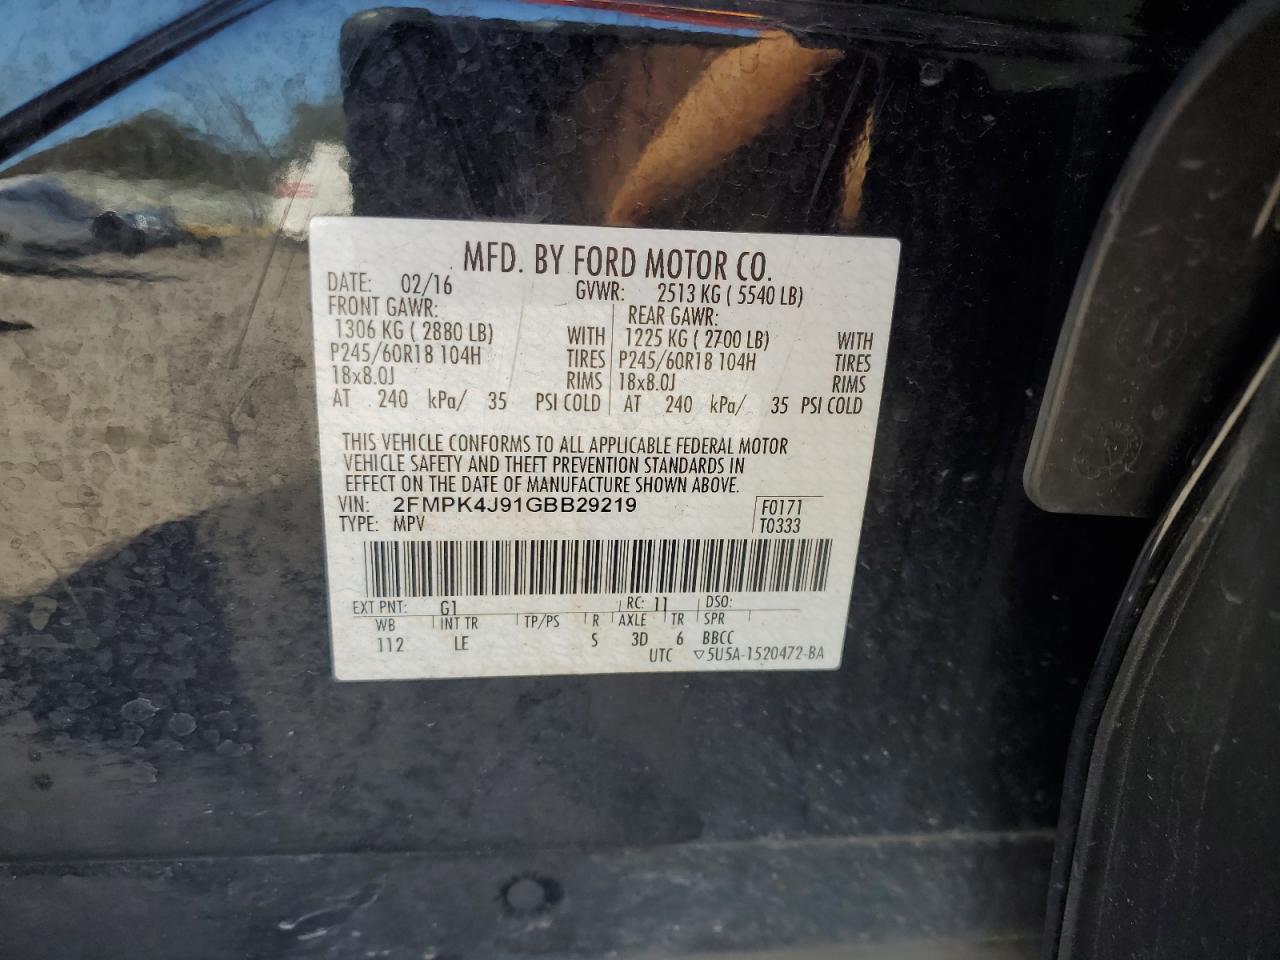 MFD. BY FORD MOTOR CO.
DATE: 02/16 GVWR: 2513 KG ( 5540 LB)
FRONT GAWR: REAR GAWR:
1306 KG ( 2880 LB) WITH 1225 KG ( 2700 LB) WITH
P245/60R18 104H TIRES P245/60R18 104H TIRES
18x8.0J RIMS 18x8.0J RIMS
AT 240 kPa/ 35 PSI COLD AT 240 kPa/ 35 PSI COLD
THIS VEHICLE CONFORMS TO ALL APPLICABLE FEDERAL MOTOR
VEHICLE SAFETY AND THEFT PREVENTION STANDARDS IN
EFFECT ON THE DATE OF MANUFACTURE SHOWN ABOVE.
VIN: 2FMPK4J91GBB29219 F0171
TYPE: MPV T0333
EXT PNT: G1 RC: 11 DSO:
WB INT TR TP/PS R AXLE TR SPR
112 LE S 3D 6 BBCC
UTC ▽5U5A-1520472-BA